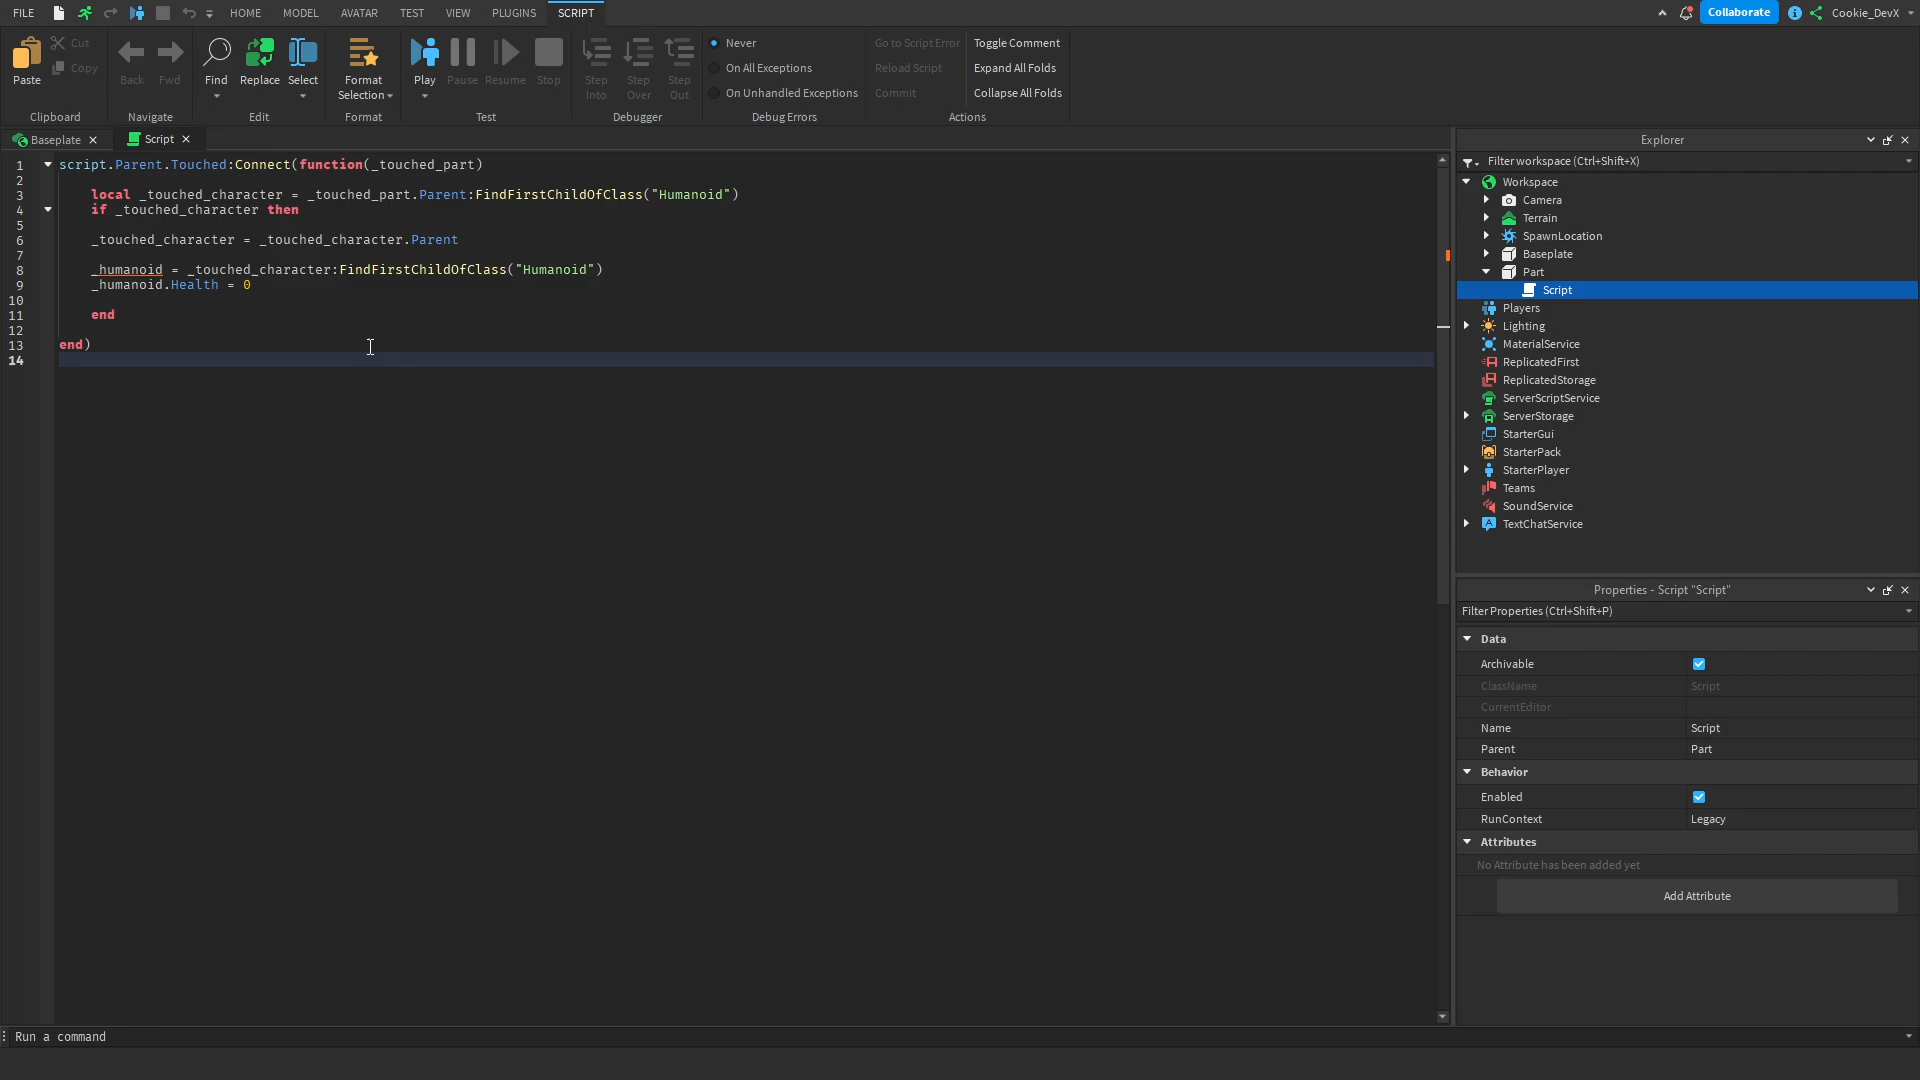 FILE HOME MODEL AVATAR TEST VIEW PLUGINS SCRIPT Collaborate Cookie_DevX
Paste Cut Copy
Clipboard
Back Fwd
Navigate
Find Replace Select
Edit
Format Selection
Format
Play Pause Resume Stop
Test
Step Into Step Over Step Out
Debugger
Never
On All Exceptions
On Unhandled Exceptions
Debug Errors
Go to Script Error Toggle Comment
Reload Script Expand All Folds
Commit Collapse All Folds
Actions
Baseplate Script
1 script.Parent.Touched:Connect(function(_touched_part)
2
3 local _touched_character = _touched_part.Parent:FindFirstChildOfClass("Humanoid")
4 if _touched_character then
5
6 _touched_character = _touched_character.Parent
7
8 _humanoid = _touched_character:FindFirstChildOfClass("Humanoid")
9 _humanoid.Health = 0
10
11 end
12
13 end)
14
Explorer
Filter workspace (Ctrl+Shift+X)
Workspace
Camera
Terrain
SpawnLocation
Baseplate
Part
Script
Players
Lighting
MaterialService
ReplicatedFirst
ReplicatedStorage
ServerScriptService
ServerStorage
StarterGui
StarterPack
StarterPlayer
Teams
SoundService
TextChatService
Properties - Script "Script"
Filter Properties (Ctrl+Shift+P)
Data
Archivable
ClassName Script
CurrentEditor
Name Script
Parent Part
Behavior
Enabled
RunContext Legacy
Attributes
No Attribute has been added yet
Add Attribute
Run a command